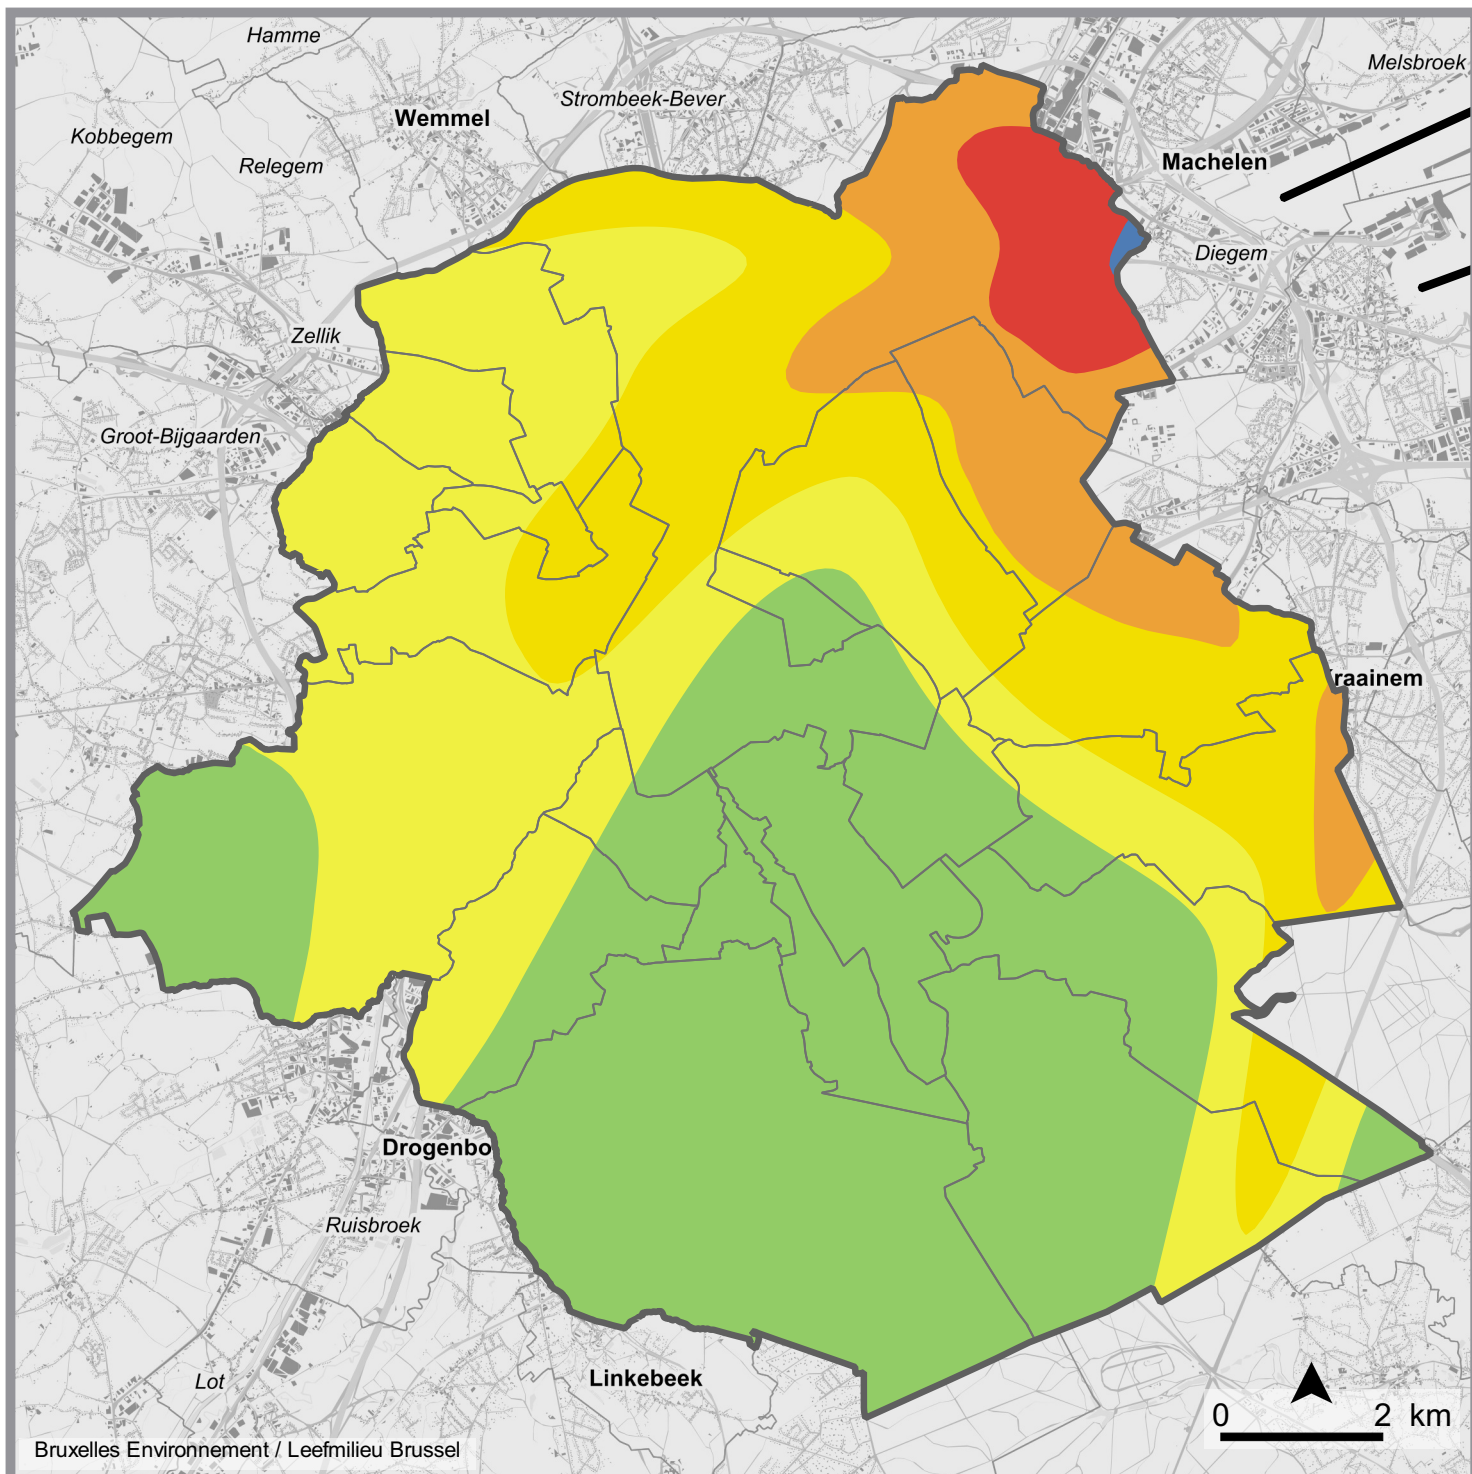 Hamme
Melsbroek
Strombeek-Bever
Wemmel
Kobbegem
Relegem
Machelen
Diegem
Zellik
Groot-Bijgaarden
raainem
Drogenbo
Ruisbroek
Linkebeek
Lot
0 2 km
Bruxelles Environnement / Leefmilieu Brussel